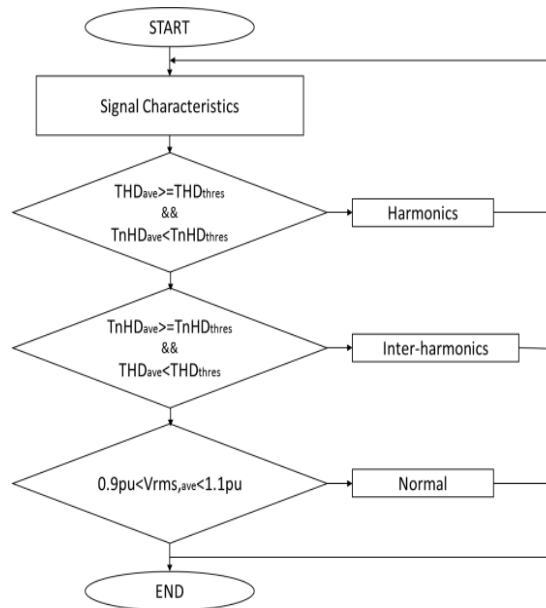 START
Signal Characteristics
THDave>=THDthres
&&
TnHDave<TnHDthres
Harmonics
TnHDave>=TnHDthres
&&
THDave<THDthres
Inter-harmonics
0.9pu<Vrms,ave<1.1pu
Normal
END